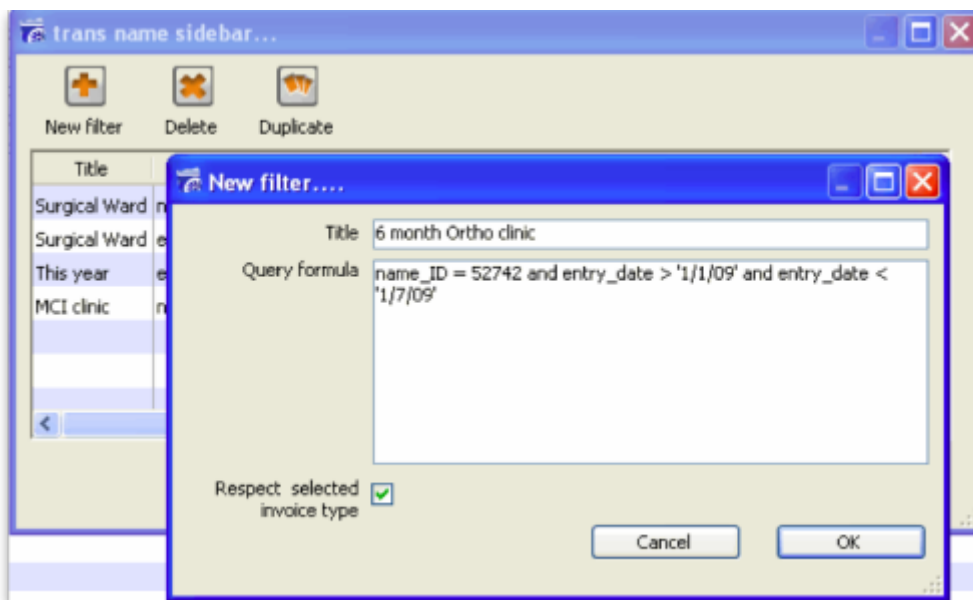 trans name sidebar...
New filter Delete Duplicate
Title
Surgical Ward n
Surgical Ward e
This year e
MCI clinic n
New filter....
Title 6 month Ortho clinic
Query formula name_ID = 52742 and entry_date > '1/1/09' and entry_date <
'1/7/09'
Respect selected
invoice type
Cancel OK